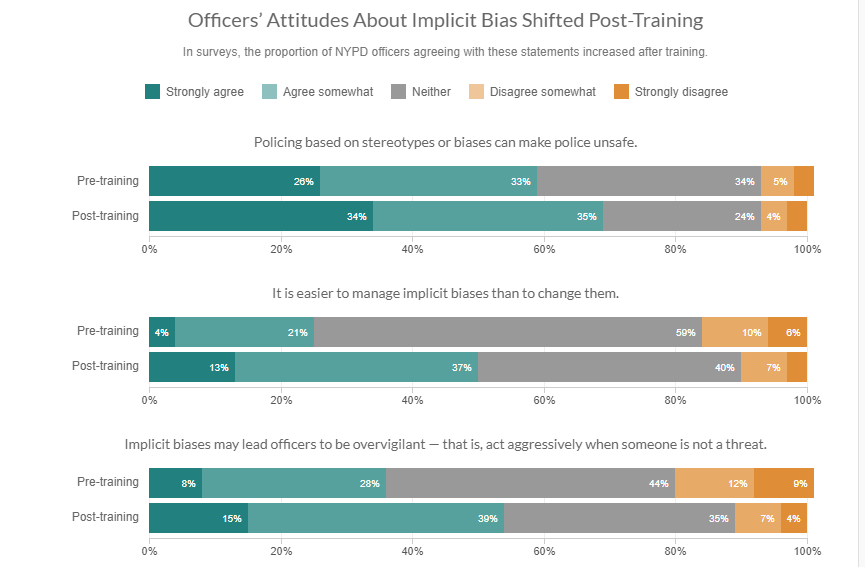 Officers’ Attitudes About Implicit Bias Shifted Post-Training
In surveys, the proportion of NYPD officers agreeing with these statements increased after training.
Strongly agree Agree somewhat Neither Disagree somewhat Strongly disagree
Policing based on stereotypes or biases can make police unsafe.
Pre-training 26% 33% 34% 5%
Post-training 34% 35% 24% 4%
0% 20% 40% 60% 80% 100%
It is easier to manage implicit biases than to change them.
Pre-training 4% 21% 59% 10% 6%
Post-training 13% 37% 40% 7%
0% 20% 40% 60% 80% 100%
Implicit biases may lead officers to be overvigilant — that is, act aggressively when someone is not a threat.
Pre-training 8% 28% 44% 12% 9%
Post-training 15% 39% 35% 7% 4%
0% 20% 40% 60% 80% 100%